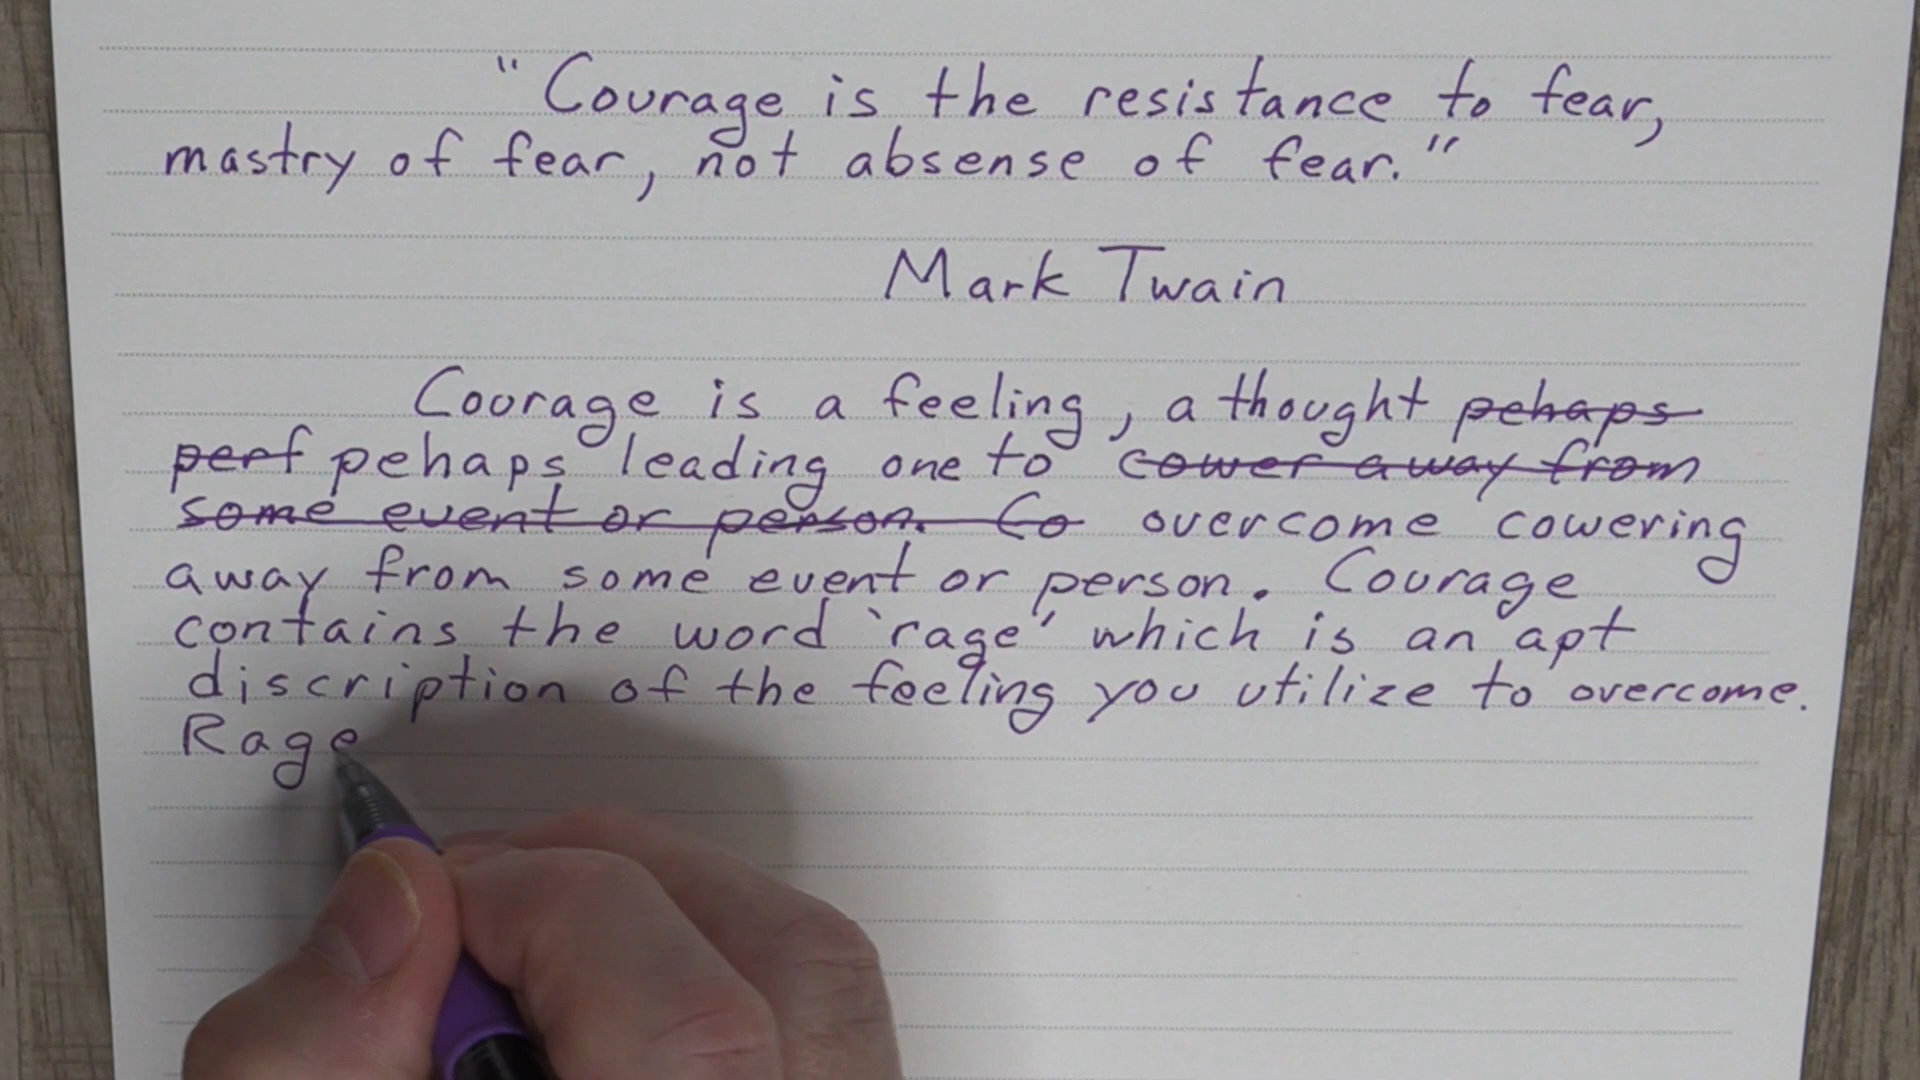 "Courage is the resistance to fear,
mastry of fear, not absense of fear."
Mark Twain
Courage is a feeling, a thought pehaps
perf pehaps leading one to cower away from
some event or person. Co overcome cowering
away from some event or person. Courage
contains the word 'rage' which is an apt
discription of the feeling you utilize to overcome.
Rage